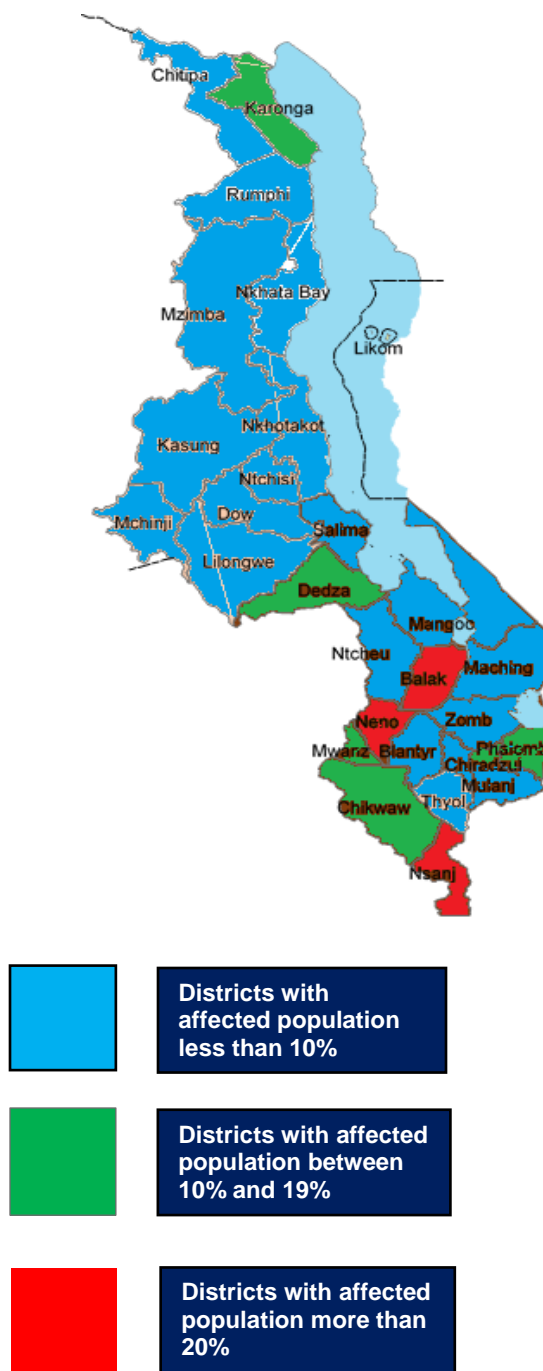 Chitipa
Karonga
Rumphi
Nkhata Bay
Mzimba
Likom
Nkhotakot
Kasung
Ntchisi
Dow
Mchinji
Salima
Lilongwe
Dedza
Mangoc
Ntcheu
Maching
Balak
Neno
Zomb
Mwanz
Blantyr
Phalomb
Chiradzul
Mulanj
Thyol
Chikwaw
Nsanj
Districts with
affected population
less than 10%
Districts with affected
population between
10% and 19%
Districts with affected
population more than
20%